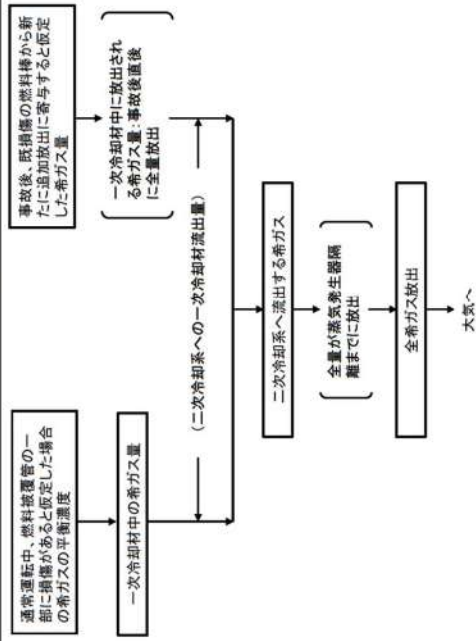 通常運転中、燃料被覆管の一
部に損傷があると仮定した場合
の希ガスの平衡濃度
一次冷却材中の希ガス量
事故後、既損傷の燃料棒から新
たに追加放出に寄与すると仮定
した希ガス量
一次冷却材中に放出され
る希ガス量:事故後直後
に全量放出
(二次冷却系への一次冷却材流出量)
二次冷却系へ流出する希ガス
全量が蒸気発生器隔
離までに放出
全希ガス放出
大気へ